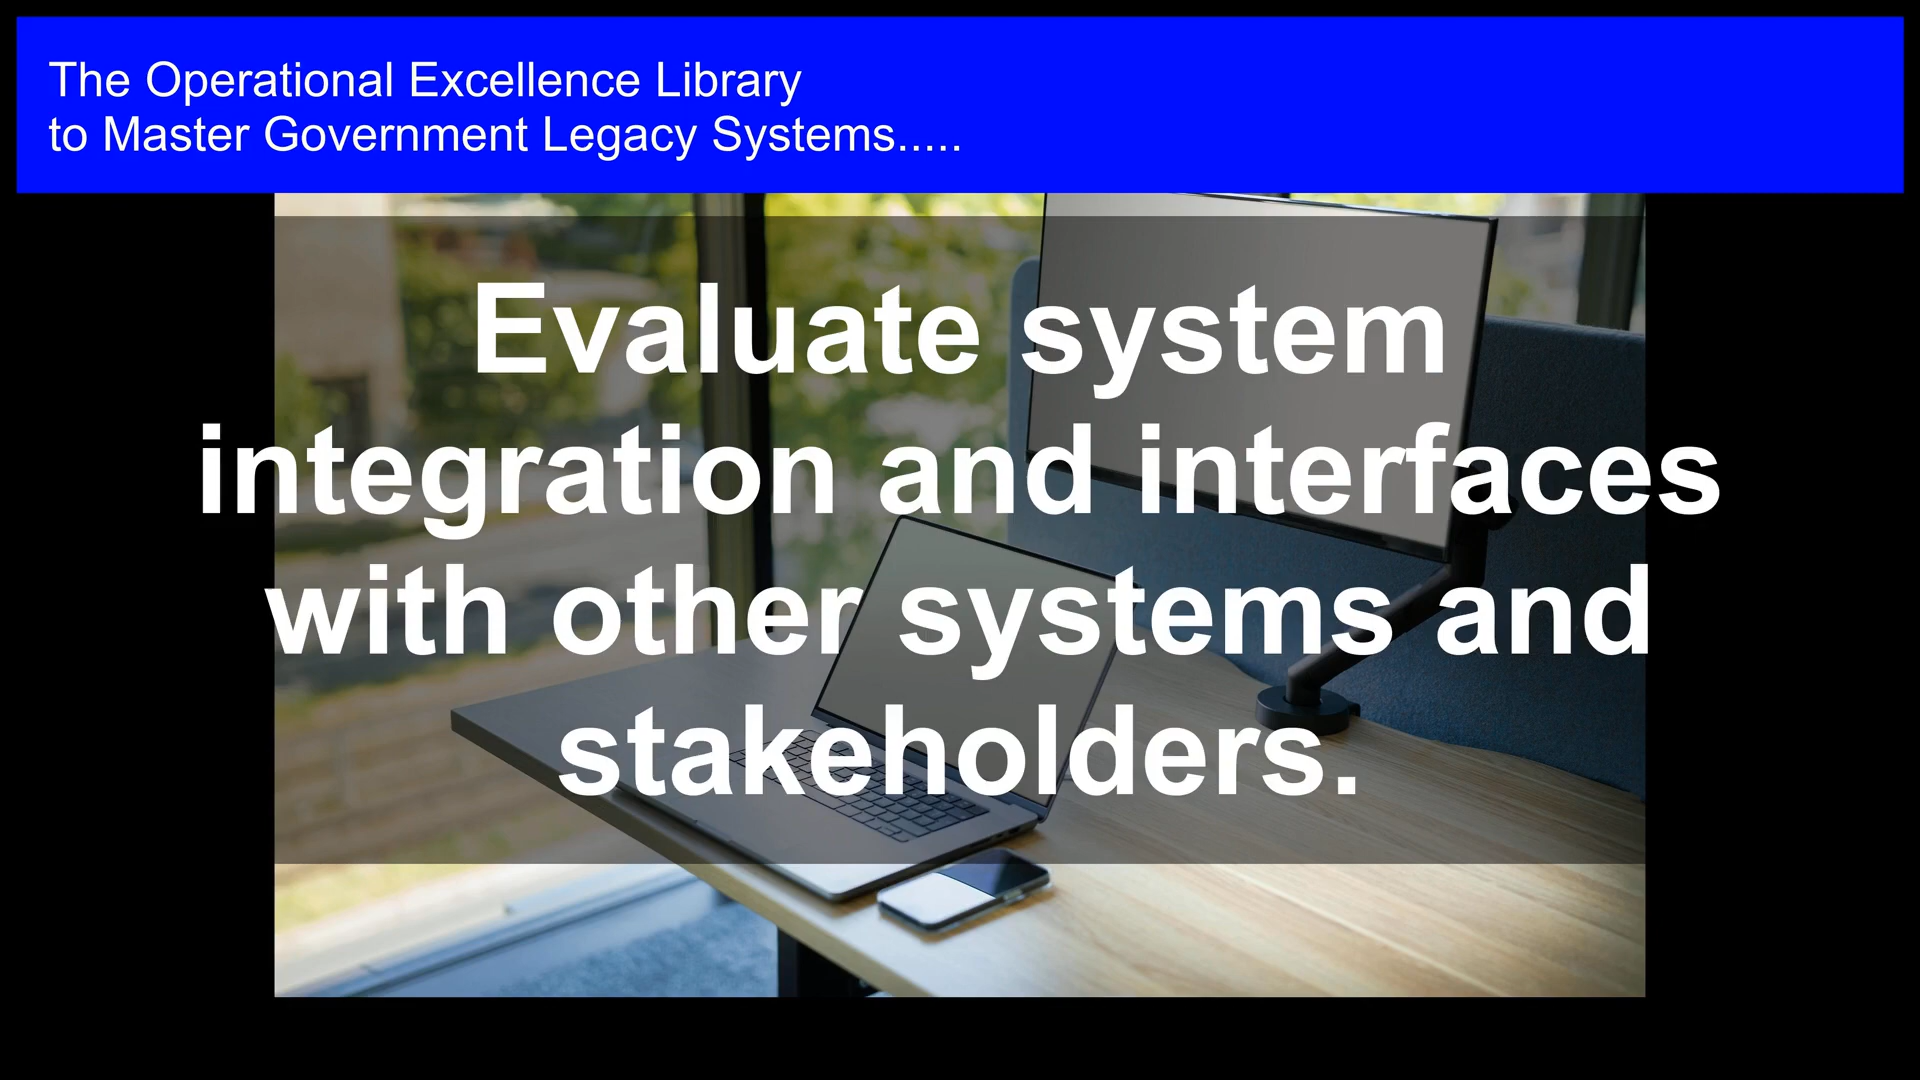 The Operational Excellence Library
to Master Government Legacy Systems.....
Evaluate system
integration and interfaces
with other systems and
stakeholders.